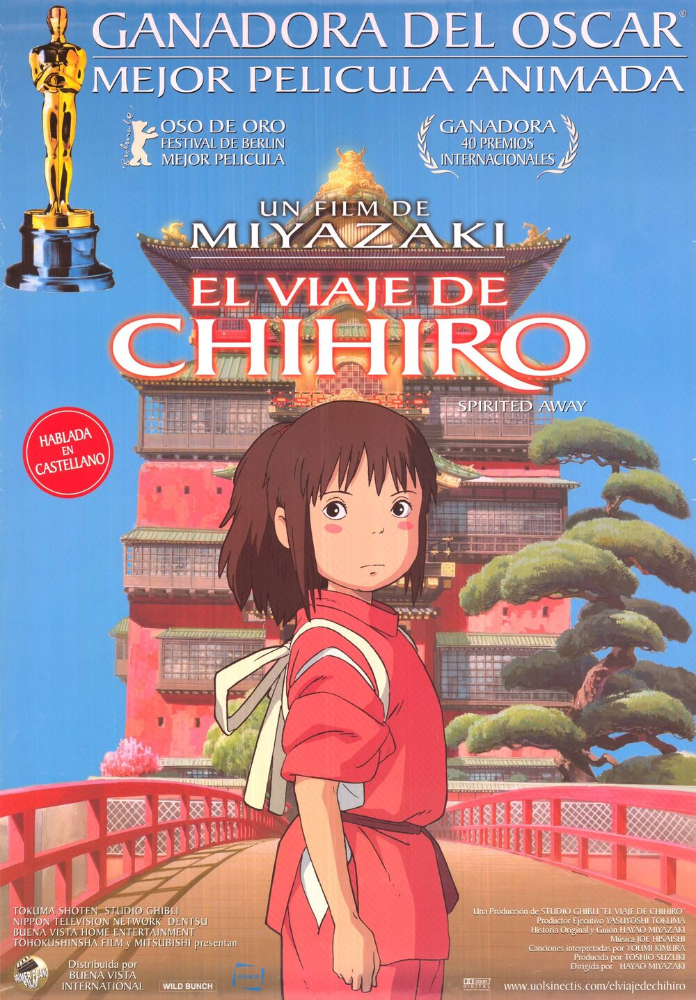 GANADORA DEL OSCAR®
MEJOR PELICULA ANIMADA
Berlinale
OSO DE ORO
FESTIVAL DE BERLIN
MEJOR PELICULA
GANADORA
40 PREMIOS
INTERNACIONALES
UN FILM DE
MIYAZAKI
EL VIAJE DE
CHIHIRO
SPIRITED AWAY
HABLADA
EN
CASTELLANO
TOKUMA SHOTEN STUDIO GHIBLI
NIPPON TELEVISION NETWORK DENTSU
BUENA VISTA HOME ENTERTAINMENT
TOHOKUSHINSHA FILM y MITSUBISHI presentan
PRIMER PLANO
FILM
Distribuida por
BUENA VISTA
INTERNATIONAL
WILD BUNCH
SPACE
Una Producción de STUDIO GHIBLI "EL VIAJE DE CHIHIRO"
Productor Ejecutivo YASUYOSHI TOKUMA
Historia Original y Guión HAYAO MIYAZAKI
Música JOE HISAISHI
Canciones interpretadas por YOUMI KIMURA
Producida por TOSHIO SUZUKI
Dirigida por HAYAO MIYAZAKI
DOLBY
DIGITAL
www.uolsinectis.com/elviajedechihiro